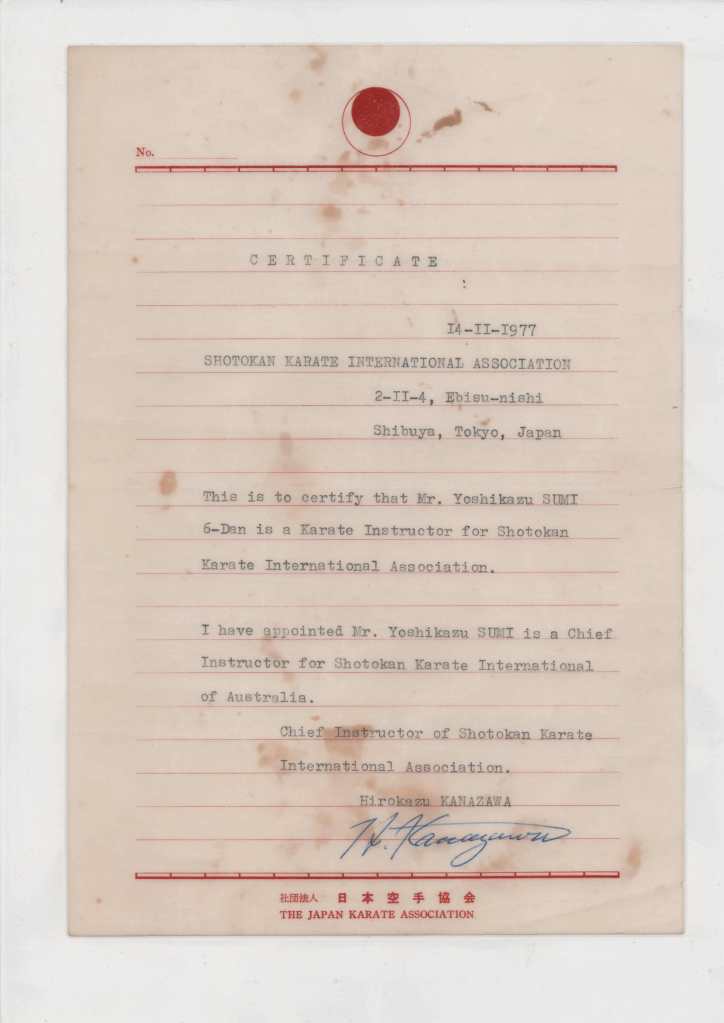 No.
CERTIFICATE
:
14-II-1977
SHOTOKAN KARATE INTERNATIONAL ASSOCIATION
2-II-4, Ebisu-nishi
Shibuya, Tokyo, Japan
This is to certify that Mr. Yoshikazu SUMI
6-Dan is a Karate Instructor for Shotokan
Karate International Association.
I have appointed Mr. Yoshikazu SUMI is a Chief
Instructor for Shotokan Karate International
of Australia.
Chief Instructor of Shotokan Karate
International Association.
Hirokazu KANAZAWA
H. Kanazawa
社団法人 日本空手協会
THE JAPAN KARATE ASSOCIATION